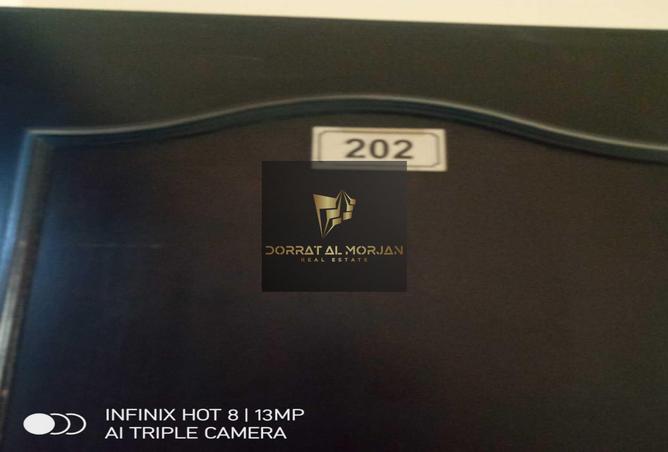 202
DORRAT AL MORJAN
REAL ESTATE
INFINIX HOT 8 | 13MP
AI TRIPLE CAMERA